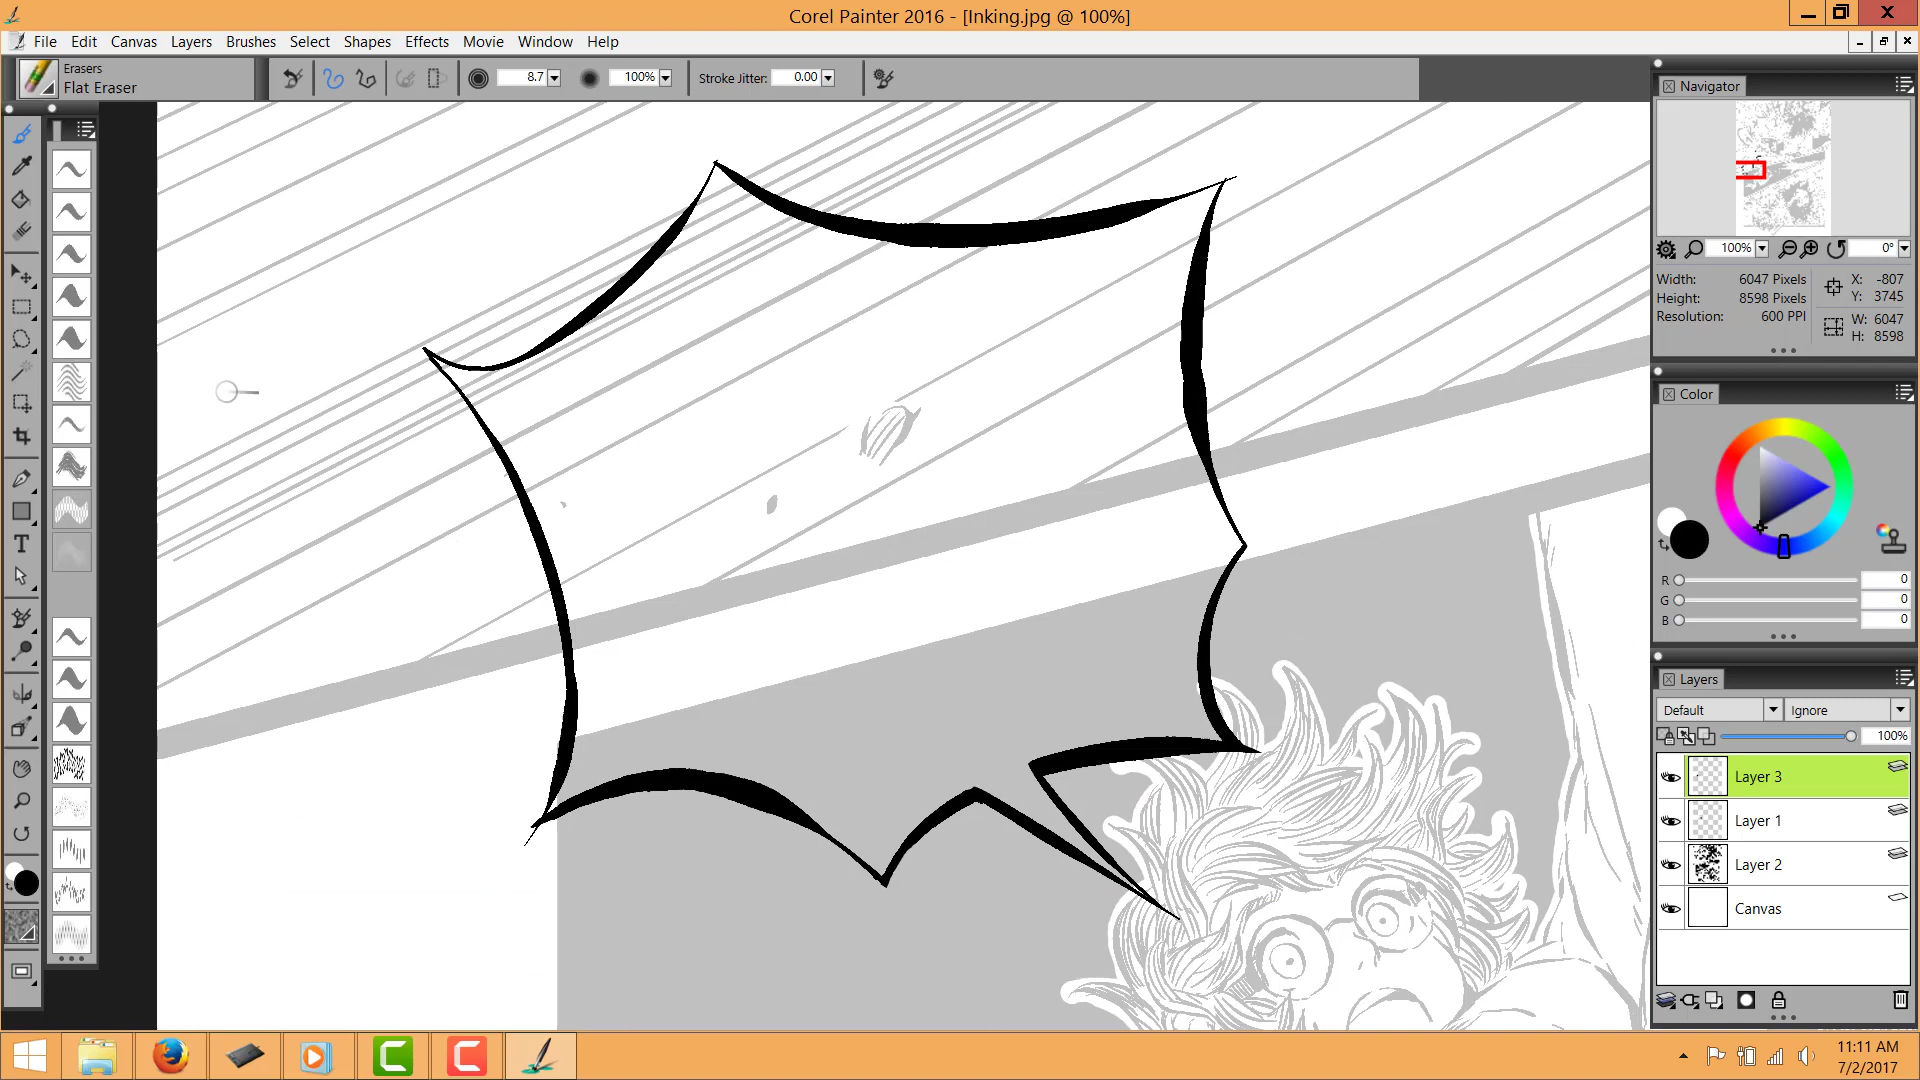 Corel Painter 2016 - [Inking.jpg @ 100%]
File Edit Canvas Layers Brushes Select Shapes Effects Movie Window Help
Erasers
Flat Eraser
8.7
100%
Stroke Jitter: 0.00
Navigator
100%
0°
Width: 6047 Pixels
Height: 8598 Pixels
Resolution: 600 PPI
X: -807
Y: 3745
W: 6047
H: 8598
Color
R 0
G 0
B 0
Layers
Default Ignore
100%
Layer 3
Layer 1
Layer 2
Canvas
T
11:11 AM
7/2/2017